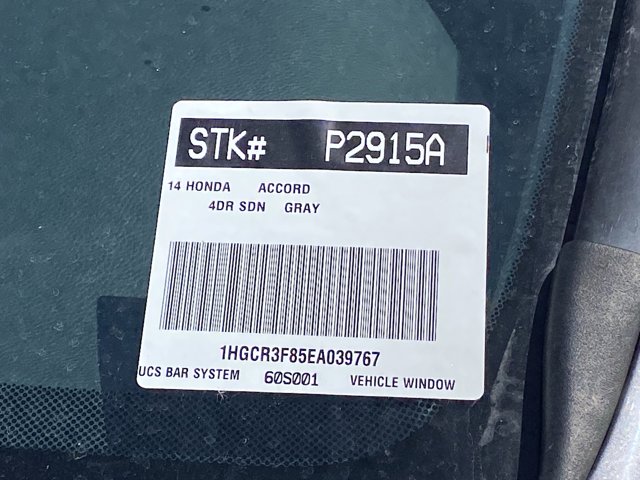 STK# P2915A
14 HONDA ACCORD
4DR SDN GRAY
1HGCR3F85EA039767
UCS BAR SYSTEM 60S001 VEHICLE WINDOW